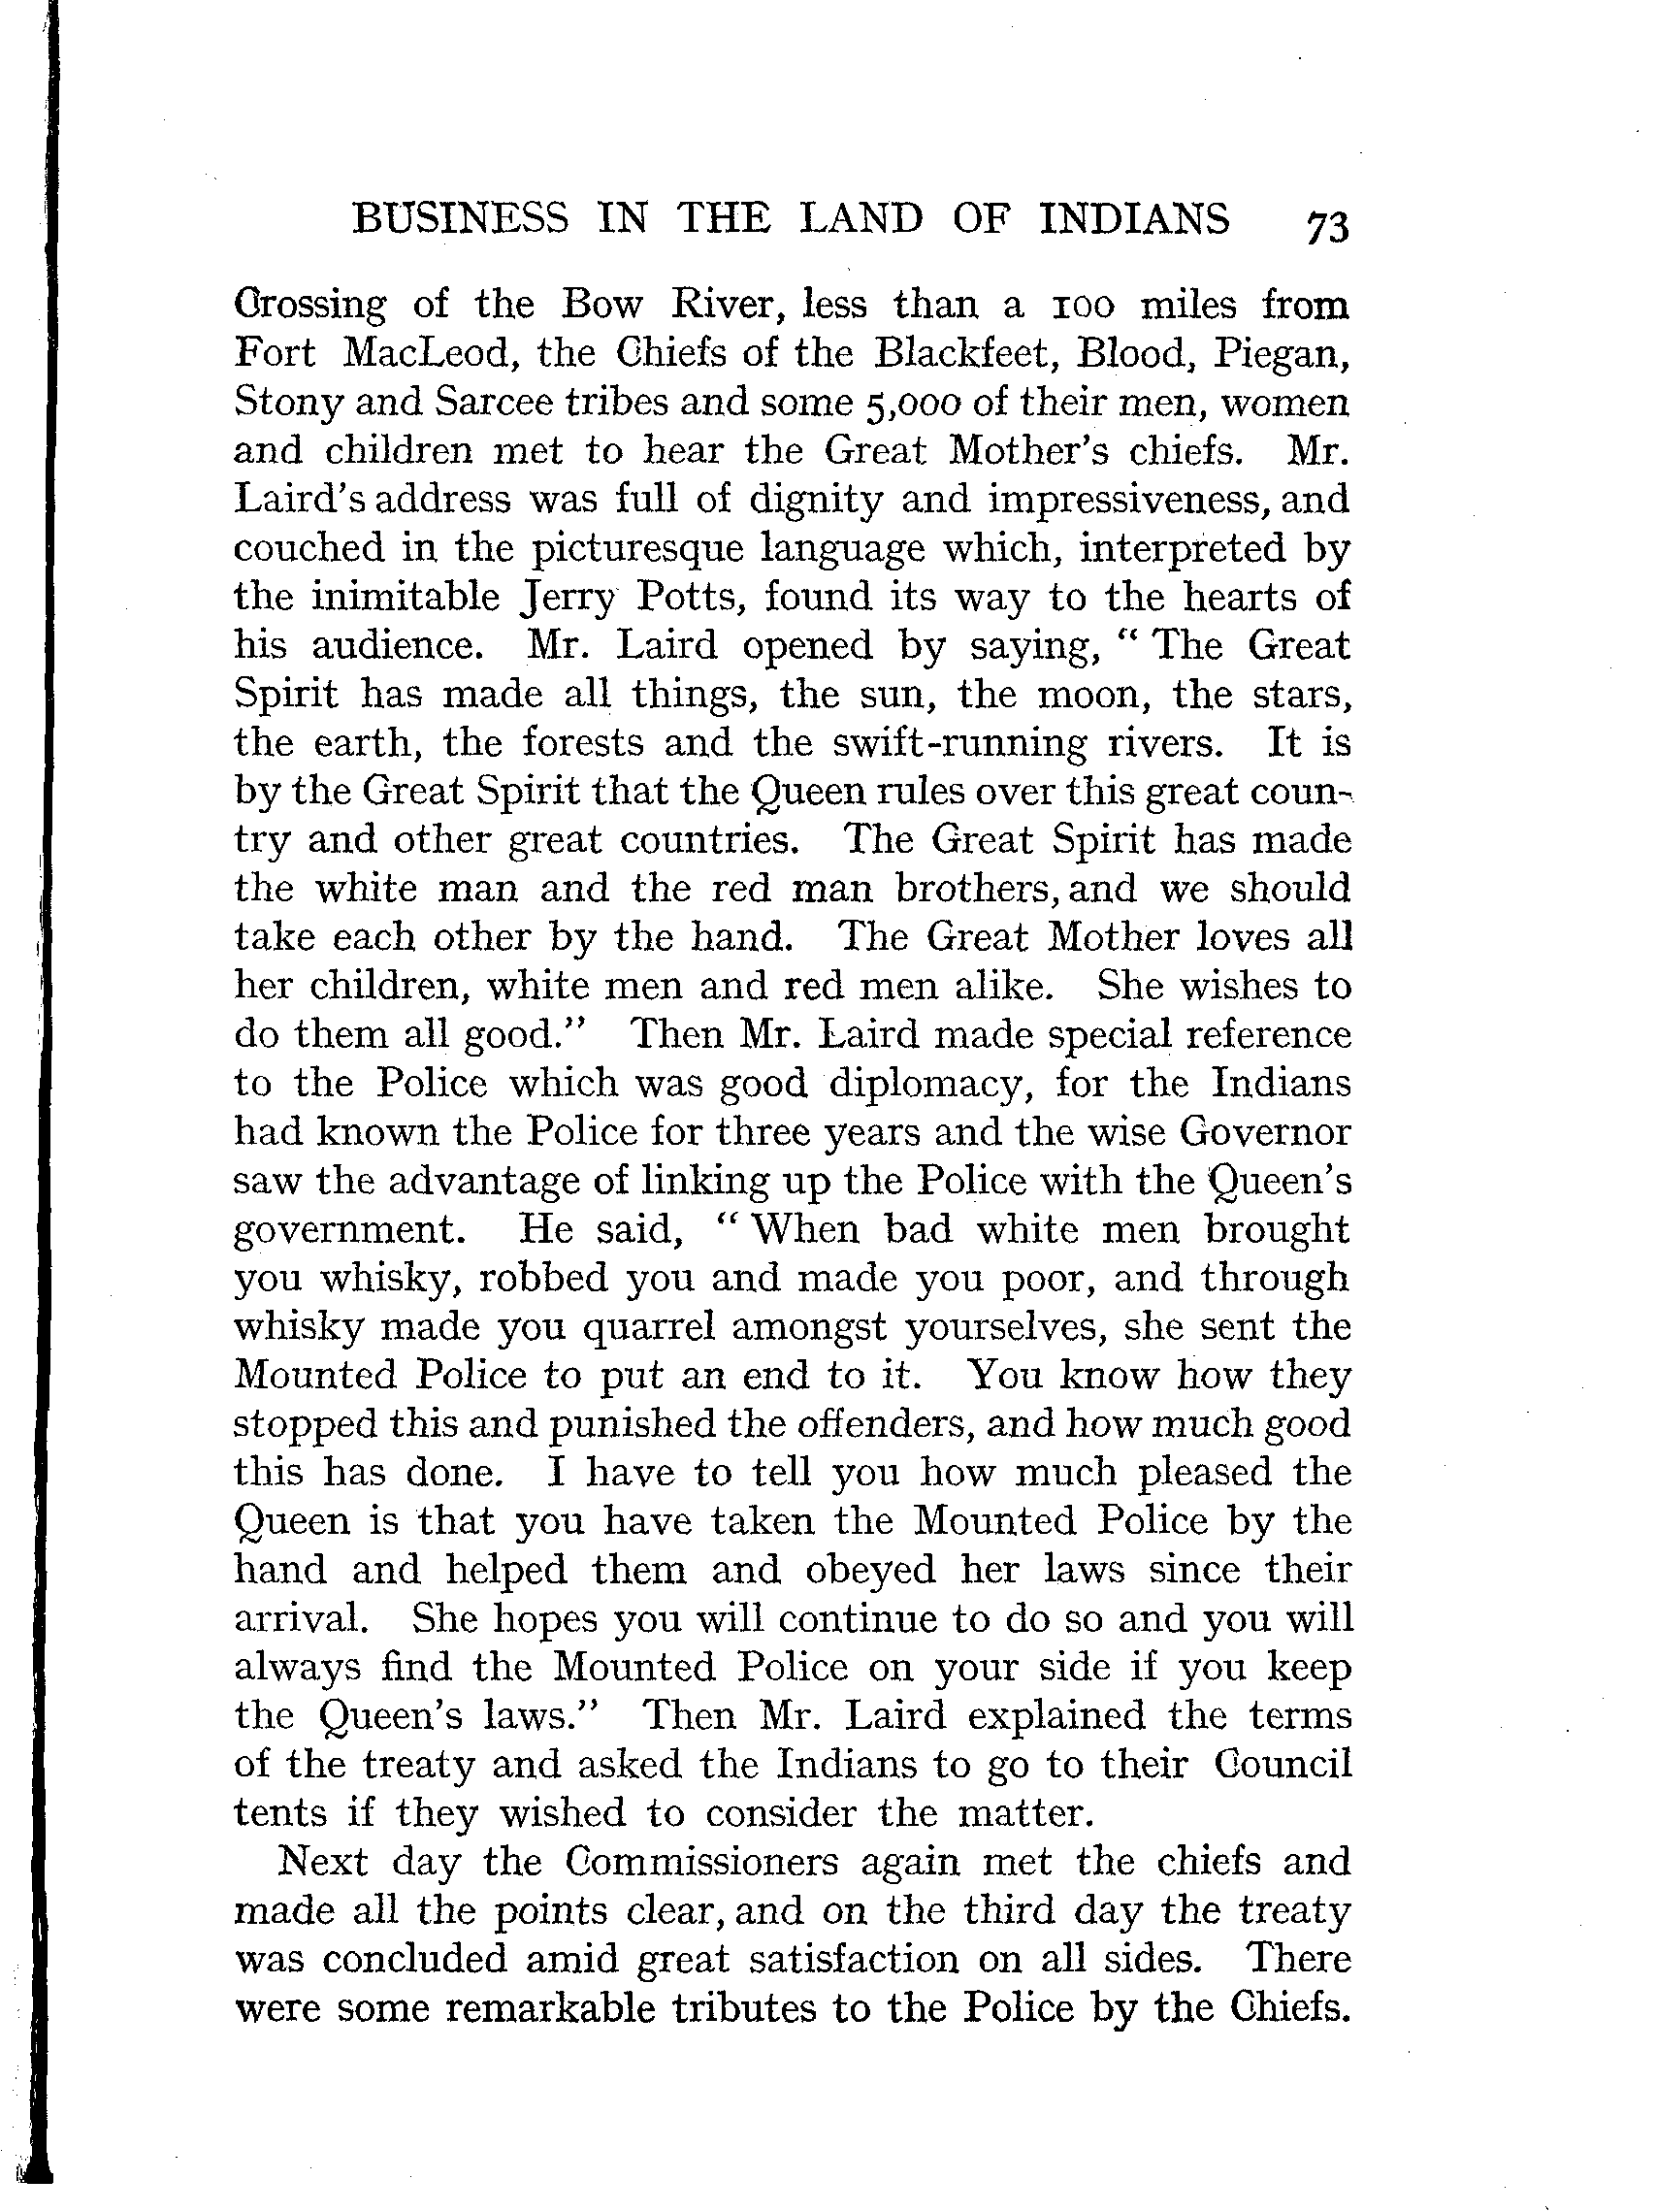 BUSINESS IN THE LAND OF INDIANS 73
Crossing of the Bow River, less than a 100 miles from
Fort MacLeod, the Chiefs of the Blackfeet, Blood, Piegan,
Stony and Sarcee tribes and some 5,000 of their men, women
and children met to hear the Great Mother's chiefs. Mr.
Laird's address was full of dignity and impressiveness, and
couched in the picturesque language which, interpreted by
the inimitable Jerry Potts, found its way to the hearts of
his audience. Mr. Laird opened by saying, " The Great
Spirit has made all things, the sun, the moon, the stars,
the earth, the forests and the swift-running rivers. It is
by the Great Spirit that the Queen rules over this great coun-
try and other great countries. The Great Spirit has made
the white man and the red man brothers, and we should
take each other by the hand. The Great Mother loves all
her children, white men and red men alike. She wishes to
do them all good." Then Mr. Laird made special reference
to the Police which was good diplomacy, for the Indians
had known the Police for three years and the wise Governor
saw the advantage of linking up the Police with the Queen's
government. He said, " When bad white men brought
you whisky, robbed you and made you poor, and through
whisky made you quarrel amongst yourselves, she sent the
Mounted Police to put an end to it. You know how they
stopped this and punished the offenders, and how much good
this has done. I have to tell you how much pleased the
Queen is that you have taken the Mounted Police by the
hand and helped them and obeyed her laws since their
arrival. She hopes you will continue to do so and you will
always find the Mounted Police on your side if you keep
the Queen's laws." Then Mr. Laird explained the terms
of the treaty and asked the Indians to go to their Council
tents if they wished to consider the matter.
Next day the Commissioners again met the chiefs and
made all the points clear, and on the third day the treaty
was concluded amid great satisfaction on all sides. There
were some remarkable tributes to the Police by the Chiefs.